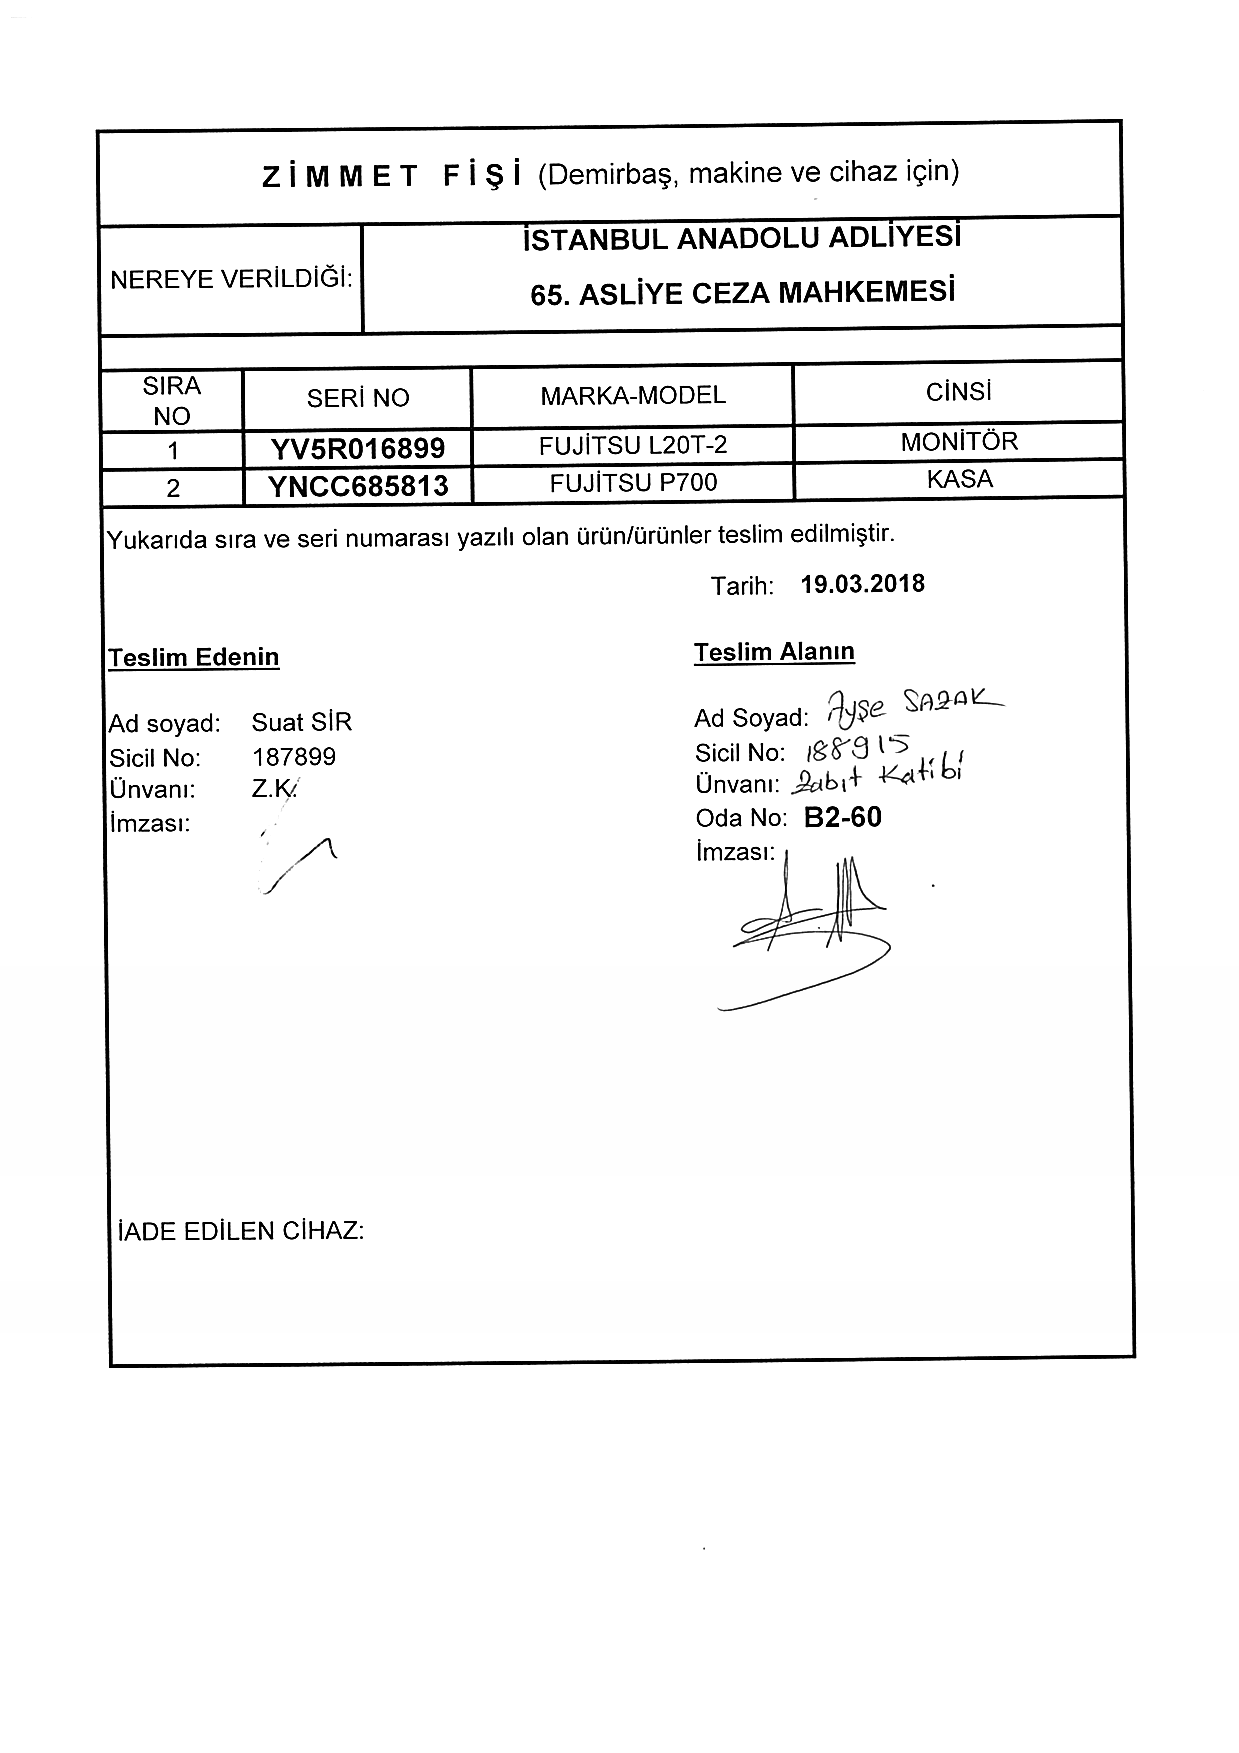 ZİMMET FİŞİ (Demirbaş, makine ve cihaz için)
NEREYE VERİLDİĞİ:
İSTANBUL ANADOLU ADLİYESİ
65. ASLİYE CEZA MAHKEMESİ
SIRA NO SERİ NO MARKA-MODEL CİNSİ
1 YV5R016899 FUJİTSU L20T-2 MONİTÖR
2 YNCC685813 FUJİTSU P700 KASA
Yukarıda sıra ve seri numarası yazılı olan ürün/ürünler teslim edilmiştir.
Tarih: 19.03.2018
Teslim Edenin
Ad soyad: Suat SİR
Sicil No: 187899
Ünvanı: Z.K.
İmzası:
Teslim Alanın
Ad Soyad: Ayşe SAZAK
Sicil No: 188915
Ünvanı: Zabıt Katibi
Oda No: B2-60
İmzası:
İADE EDİLEN CİHAZ: